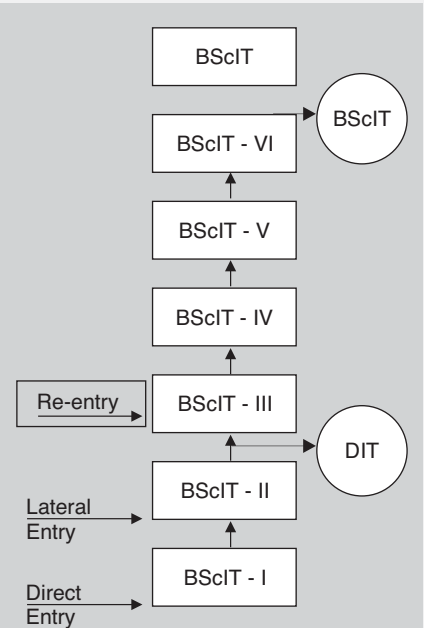 BScIT
BScIT
BScIT - VI
BScIT - V
BScIT - IV
Re-entry
BScIT - III
DIT
BScIT - II
Lateral
Entry
BScIT - I
Direct
Entry